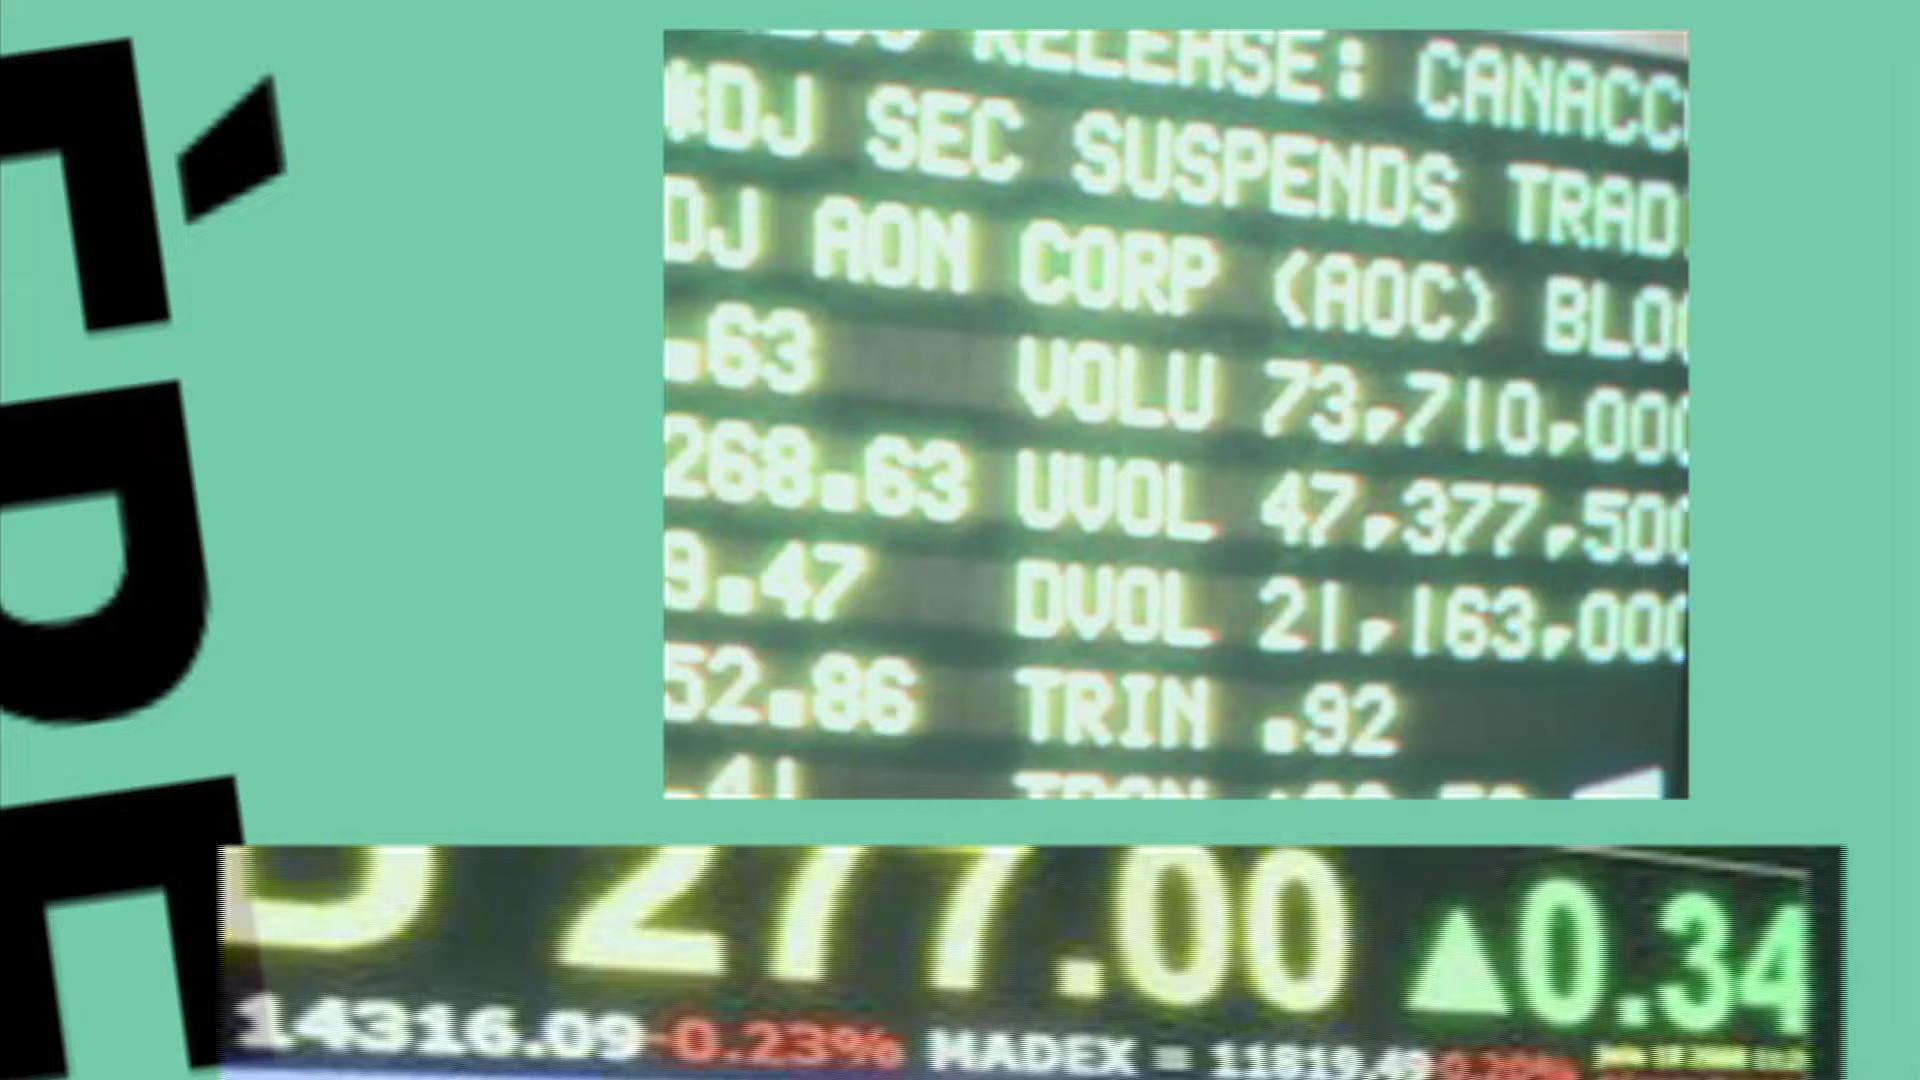 RELEASE: CANACC
*DJ SEC SUSPENDS TRAD
DJ AON CORP (AOC) BLO
.63 VOLU 73,710,000
268.63 UVOL 47,377,500
9.47 DVOL 21,163,000
52.86 TRIN .92
.41
277.00 ▲0.34
14316.09 -0.23% MADEX = 11819.49